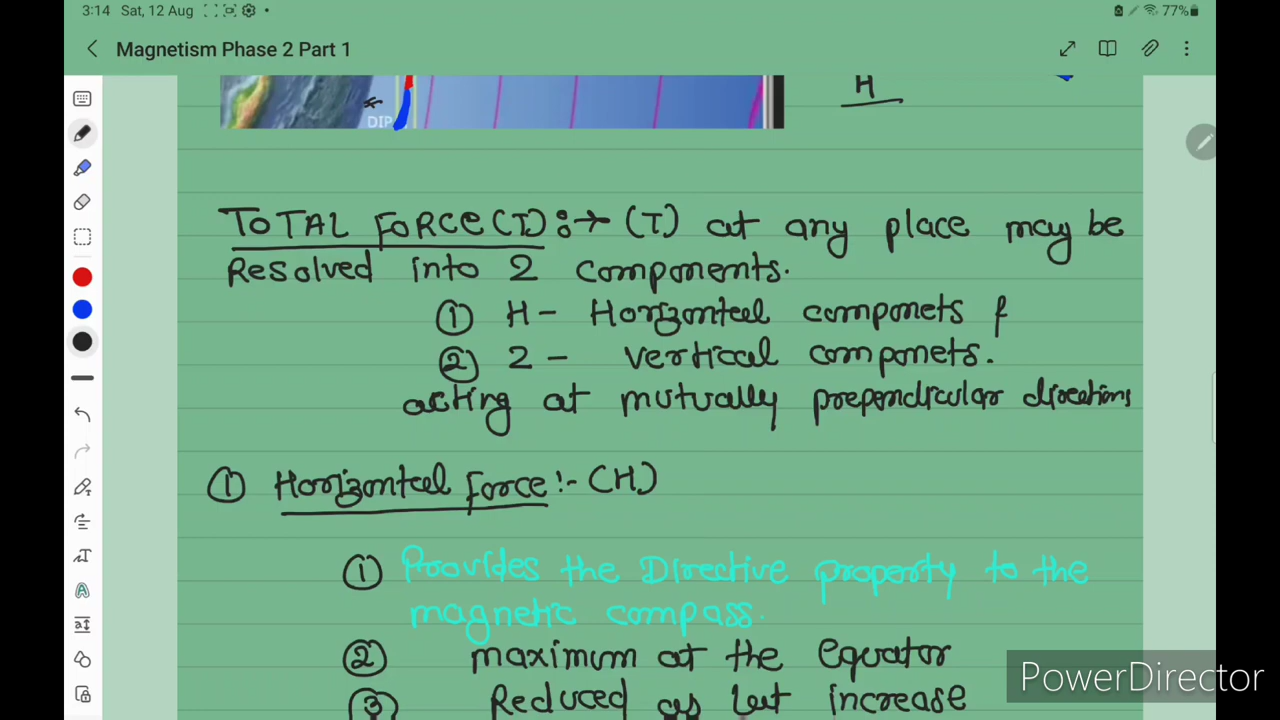 3:14 Sat, 12 Aug
77%
Magnetism Phase 2 Part 1
H
DIP
TOTAL FORCE(T):→ (T) at any place may be
Resolved into 2 components.
① H - Horizontal componets f
② Z - vertical componets.
acting at mutually prependicular directions
① Horizontal force :- (H)
① Provides the Directive property to the
magnetic compass.
② maximum at the equator
③ Reduced as lat increase
PowerDirector